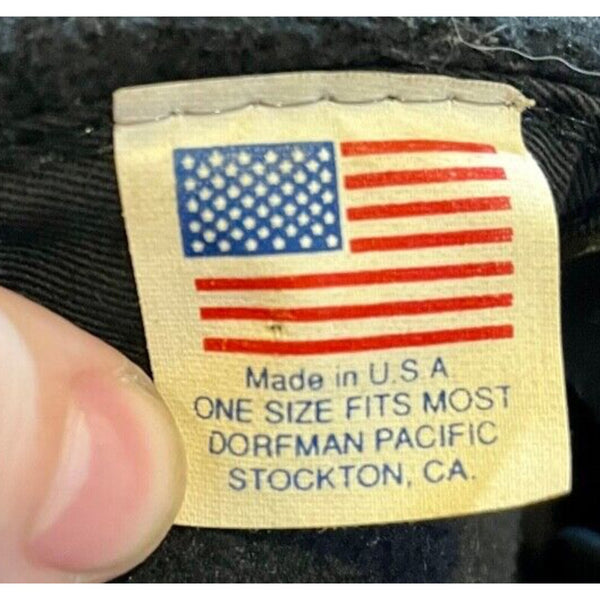 Made in U.S.A
ONE SIZE FITS MOST
DORFMAN PACIFIC
STOCKTON, CA.